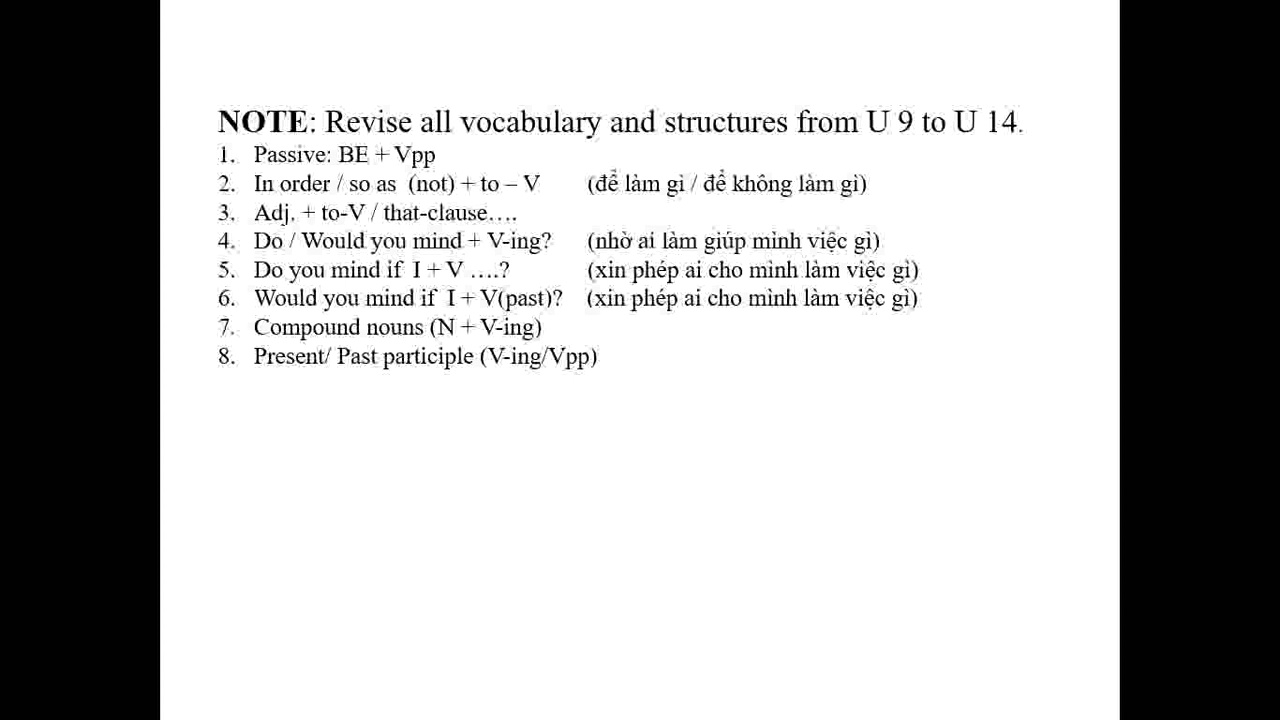 NOTE: Revise all vocabulary and structures from U 9 to U 14.
1. Passive: BE + Vpp
2. In order / so as (not) + to – V (để làm gì / để không làm gì)
3. Adj. + to-V / that-clause….
4. Do / Would you mind + V-ing? (nhờ ai làm giúp mình việc gì)
5. Do you mind if I + V ….? (xin phép ai cho mình làm việc gì)
6. Would you mind if I + V(past)? (xin phép ai cho mình làm việc gì)
7. Compound nouns (N + V-ing)
8. Present/ Past participle (V-ing/Vpp)